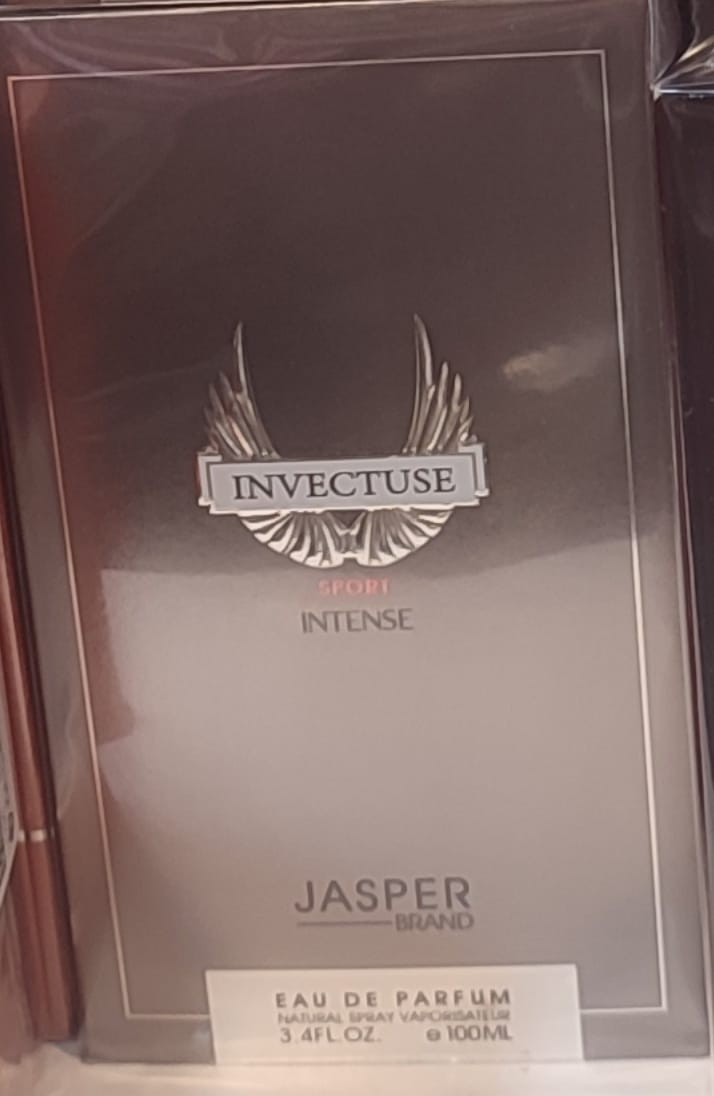 INVECTUSE
SPORT
INTENSE
JASPER
BRAND
EAU DE PARFUM
NATURAL SPRAY VAPORISATEUR
3.4FL.OZ. e 100ML